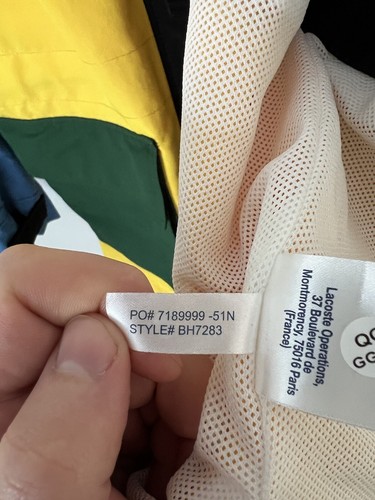 PO# 7189999 -51N
STYLE# BH7283
Lacoste Operations,
37 Boulevard de
Montmorency, 75016 Paris
(France)